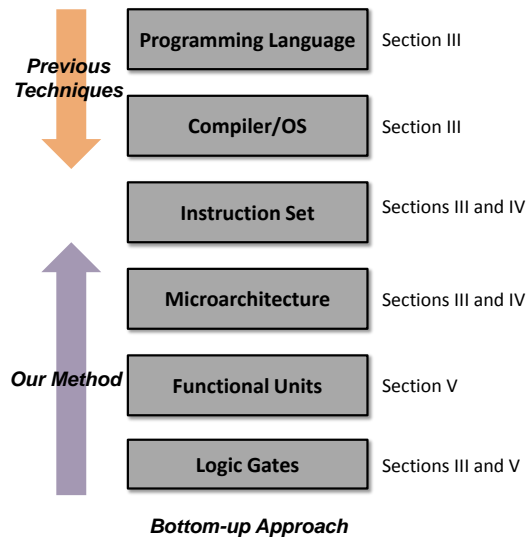 Programming Language
Section III
Previous
Techniques
Compiler/OS
Section III
Instruction Set
Sections III and IV
Microarchitecture
Sections III and IV
Our Method
Functional Units
Section V
Logic Gates
Sections III and V
Bottom-up Approach